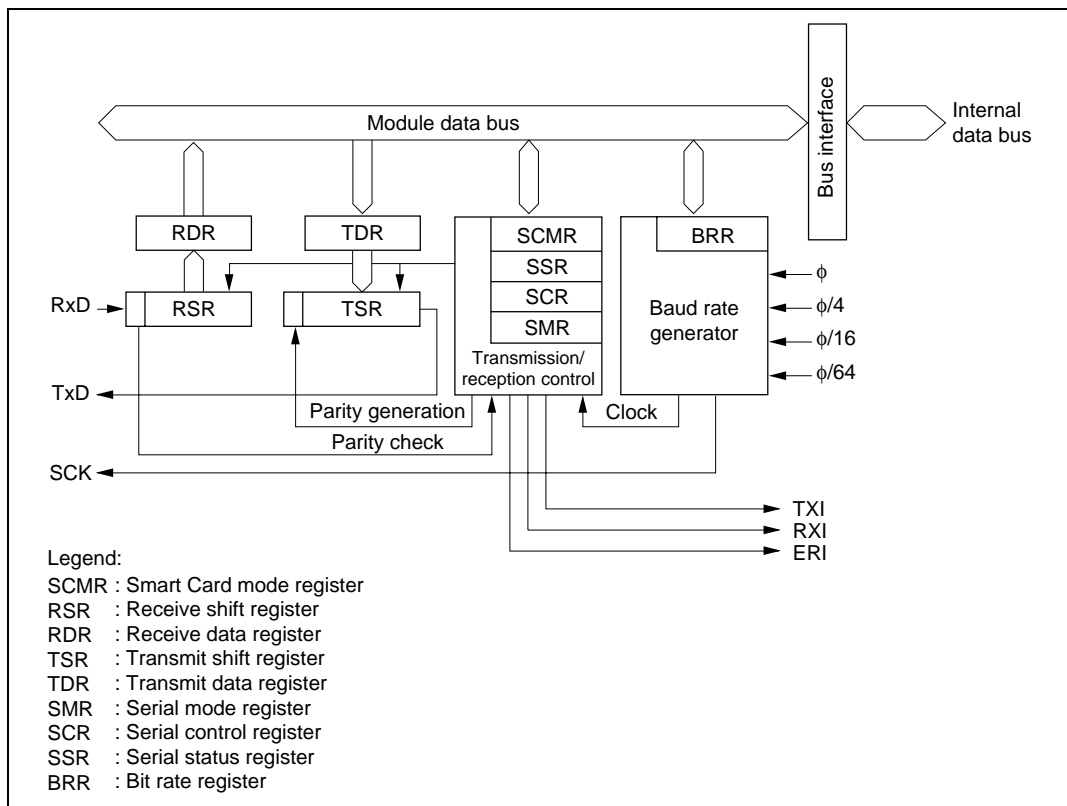 Module data bus
Bus interface
Internal
data bus
RDR
TDR
SCMR
SSR
SCR
SMR
Transmission/
reception control
BRR
Baud rate
generator
ϕ
ϕ/4
ϕ/16
ϕ/64
RxD
RSR
TSR
TxD
Parity generation
Parity check
Clock
SCK
TXI
RXI
ERI
Legend:
SCMR : Smart Card mode register
RSR : Receive shift register
RDR : Receive data register
TSR : Transmit shift register
TDR : Transmit data register
SMR : Serial mode register
SCR : Serial control register
SSR : Serial status register
BRR : Bit rate register